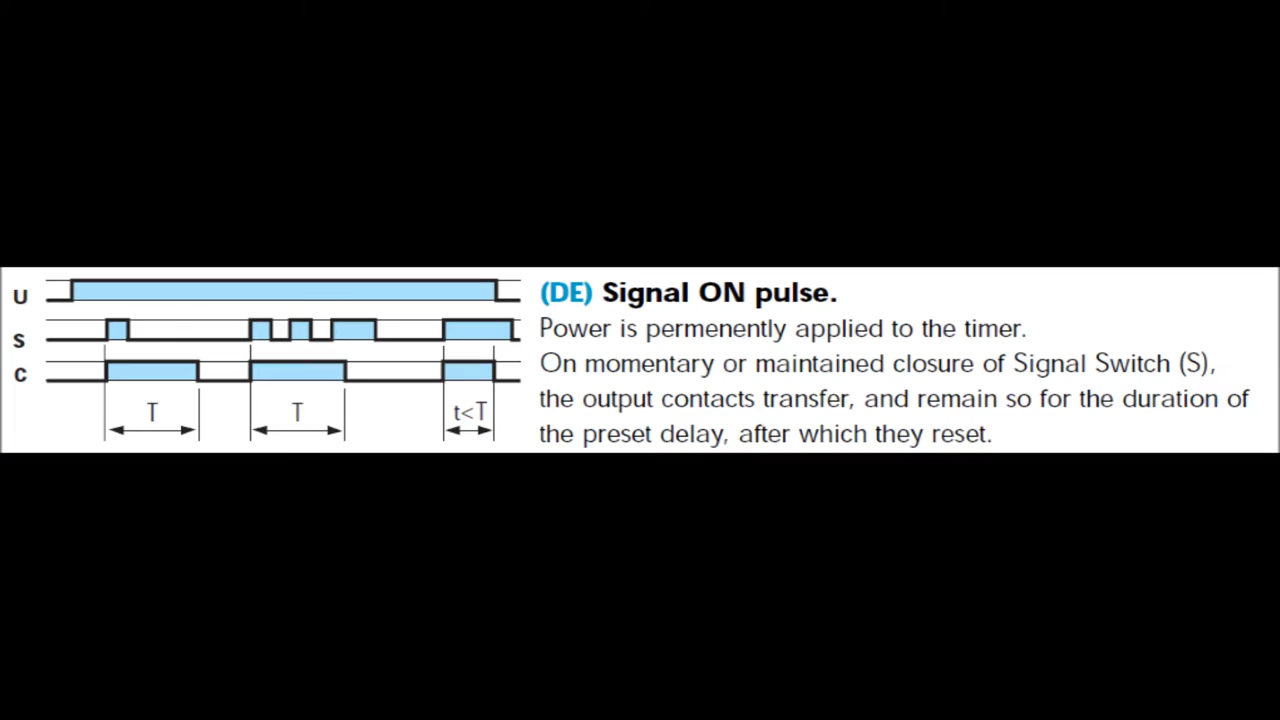 U
S
C
T
T
t<T
(DE) Signal ON pulse.
Power is permenently applied to the timer.
On momentary or maintained closure of Signal Switch (S),
the output contacts transfer, and remain so for the duration of
the preset delay, after which they reset.